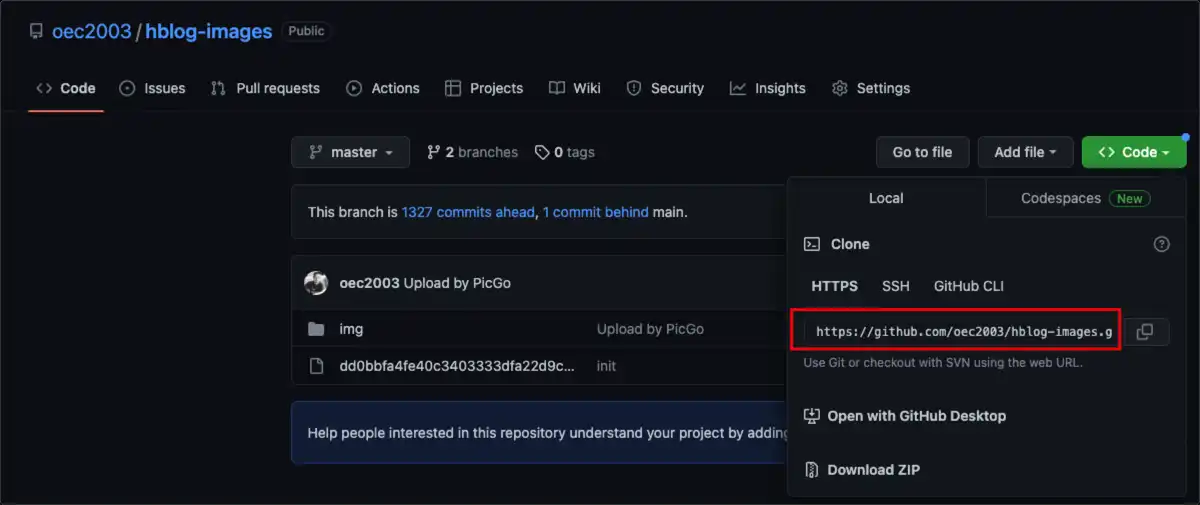 oec2003 / hblog-images Public
Code Issues Pull requests Actions Projects Wiki Security Insights Settings
master 2 branches 0 tags Go to file Add file Code
Local Codespaces New
This branch is 1327 commits ahead, 1 commit behind main.
Clone
oec2003 Upload by PicGo
HTTPS SSH GitHub CLI
img Upload by PicGo
https://github.com/oec2003/hblog-images.g
dd0bbfa4fe40c3403333dfa22d9c... init
Use Git or checkout with SVN using the web URL.
Open with GitHub Desktop
Help people interested in this repository understand your project by adding
Download ZIP